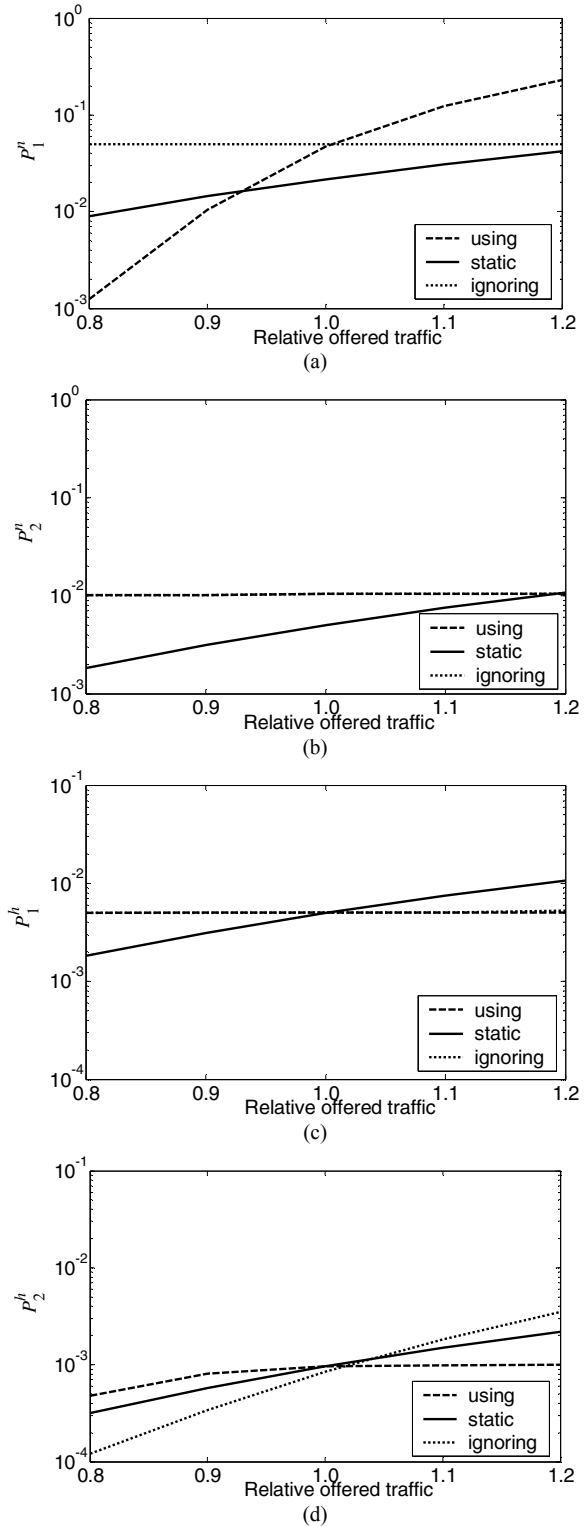 10^0
10^-1
10^-2
10^-3
P_1^n
using
static
ignoring
0.8 0.9 1.0 1.1 1.2
Relative offered traffic
(a)
10^0
10^-1
10^-2
10^-3
P_2^n
using
static
ignoring
0.8 0.9 1.0 1.1 1.2
Relative offered traffic
(b)
10^-1
10^-2
10^-3
10^-4
P_1^h
using
static
ignoring
0.8 0.9 1.0 1.1 1.2
Relative offered traffic
(c)
10^-1
10^-2
10^-3
10^-4
P_2^h
using
static
ignoring
0.8 0.9 1.0 1.1 1.2
Relative offered traffic
(d)